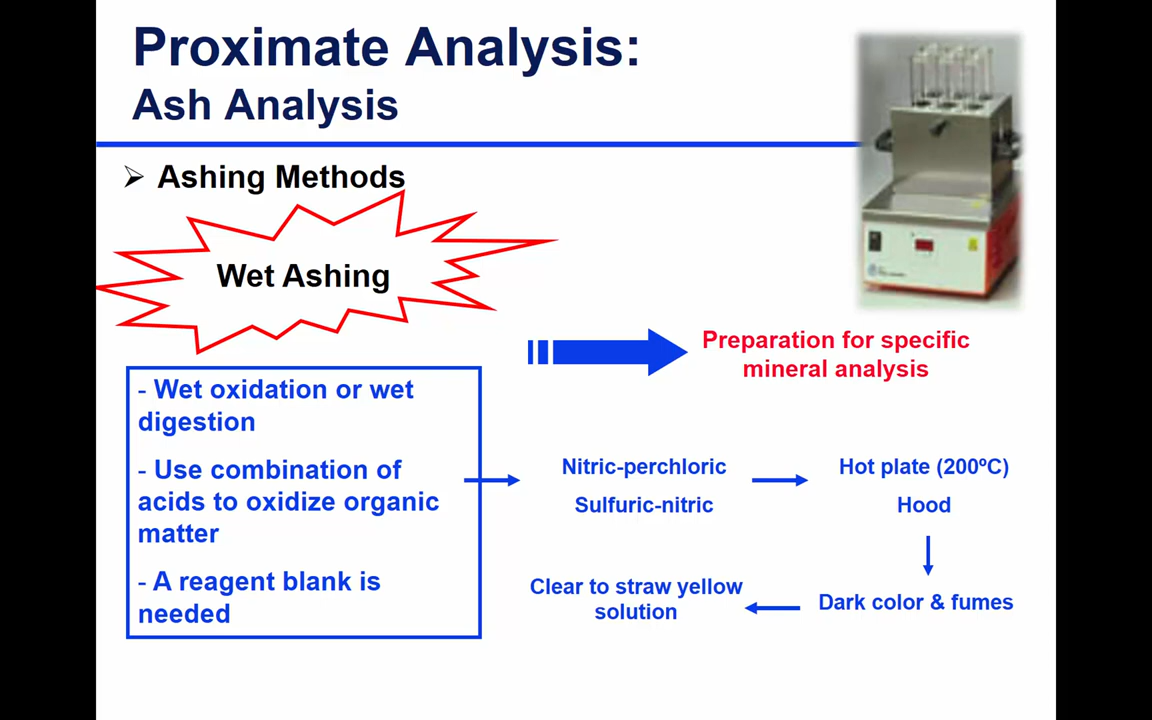 Proximate Analysis:
Ash Analysis
➢ Ashing Methods
Wet Ashing
Preparation for specific
mineral analysis
- Wet oxidation or wet
digestion
- Use combination of
acids to oxidize organic
matter
- A reagent blank is
needed
Nitric-perchloric
Sulfuric-nitric
Hot plate (200ºC)
Hood
Dark color & fumes
Clear to straw yellow
solution